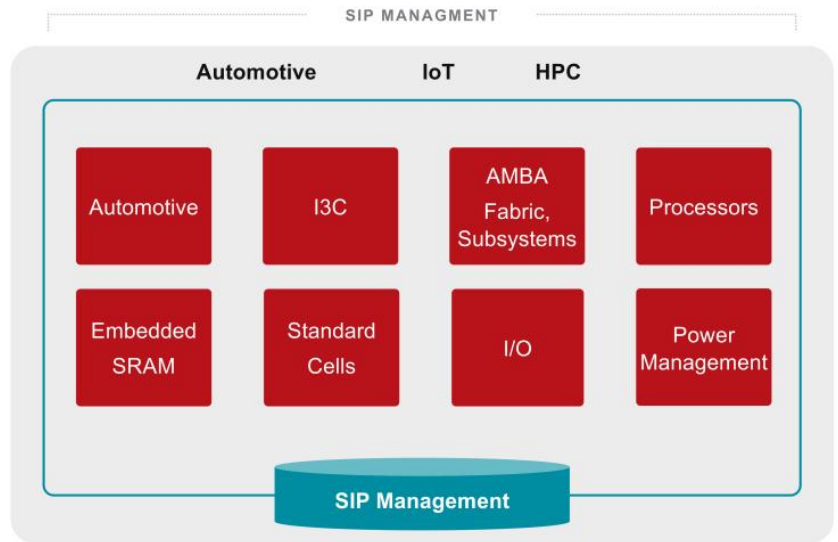 SIP MANAGMENT
Automotive IoT HPC
Automotive
I3C
AMBA
Fabric,
Subsystems
Processors
Embedded
SRAM
Standard
Cells
I/O
Power
Management
SIP Management